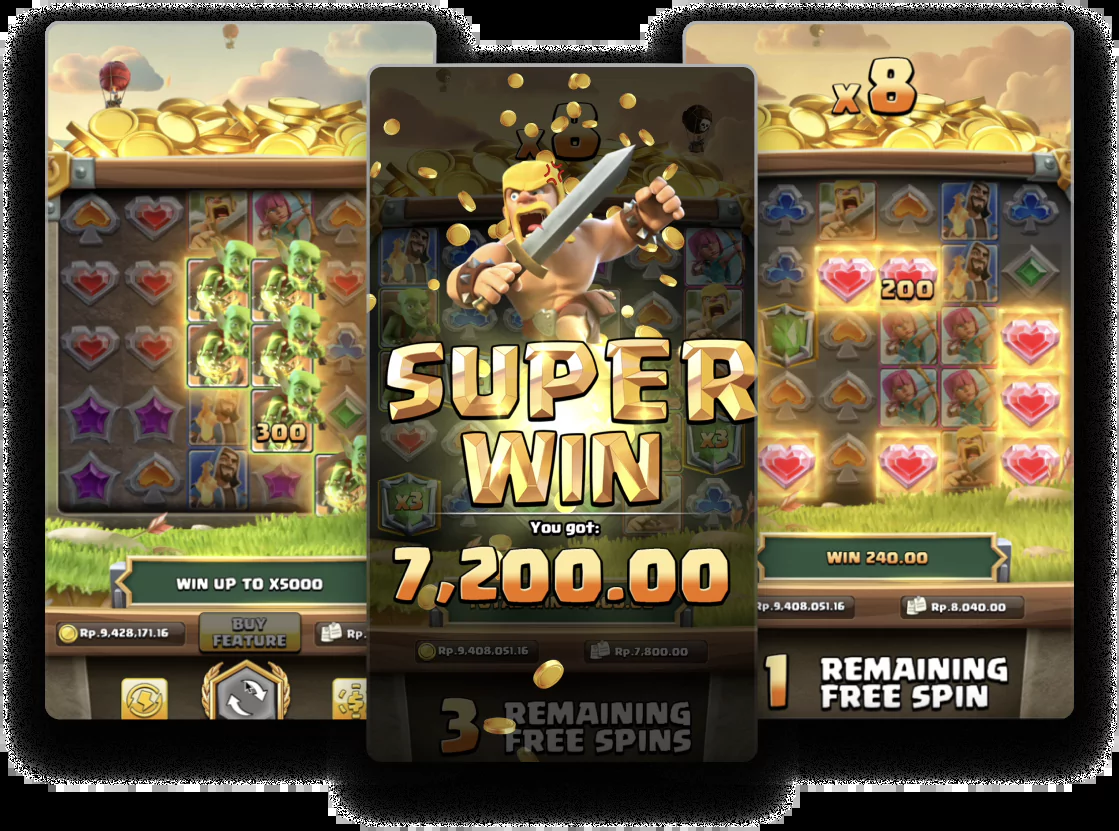 300
WIN UP TO X5000
Rp.9,428,171.16
BUY
FEATURE
Rp.
x8
SUPER
WIN
x3
x3
You got:
7,200.00
Rp.9,408,051.16
Rp.7,800.00
3 REMAINING
FREE SPINS
x8
200
WIN 240.00
Rp.9,408,051.16
Rp.8,040.00
1 REMAINING
FREE SPIN